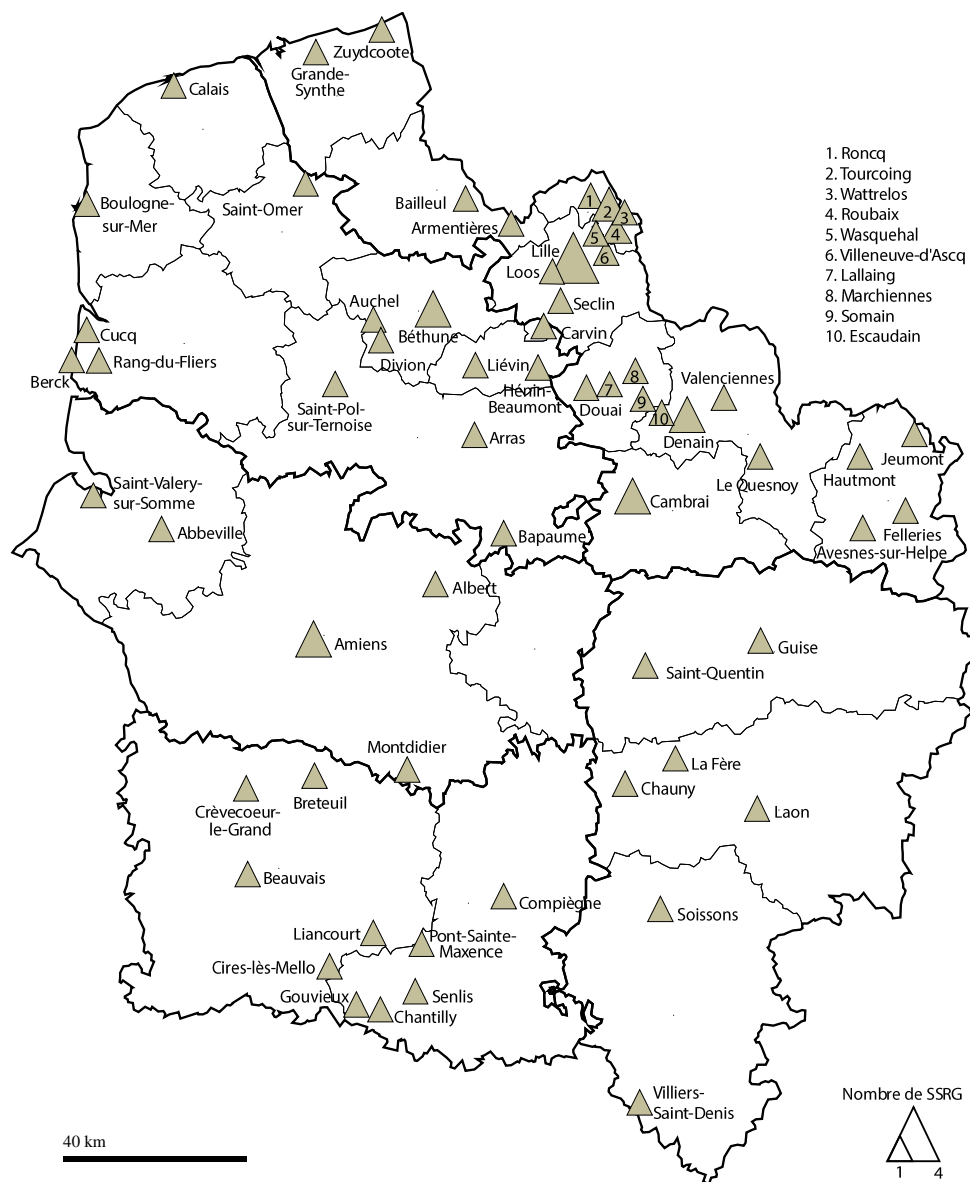 Zuydcoote
Grande-
Synthe
Calais
1. Roncq
2. Tourcoing
3. Wattrelos
4. Roubaix
5. Wasquehal
6. Villeneuve-d'Ascq
7. Lallaing
8. Marchiennes
9. Somain
10. Escaudain
Boulogne-
sur-Mer
Saint-Omer
Bailleul
Armentières
1
2
3
4
5
6
Lille
Loos
Seclin
Carvin
Auchel
Béthune
Divion
Liévin
Hénin-
Beaumont
Cucq
Rang-du-Fliers
Berck
Saint-Pol-
sur-Ternoise
Arras
7
8
9
10
Douai
Valenciennes
Denain
Le Quesnoy
Jeumont
Hautmont
Felleries
Avesnes-sur-Helpe
Cambrai
Bapaume
Saint-Valery-
sur-Somme
Abbeville
Albert
Amiens
Guise
Saint-Quentin
Montdidier
La Fère
Chauny
Laon
Breteuil
Crèvecoeur-
le-Grand
Beauvais
Compiègne
Soissons
Liancourt
Pont-Sainte-
Maxence
Cires-lès-Mello
Gouvieux
Senlis
Chantilly
Villiers-
Saint-Denis
Nombre de SSRG
1 4
40 km